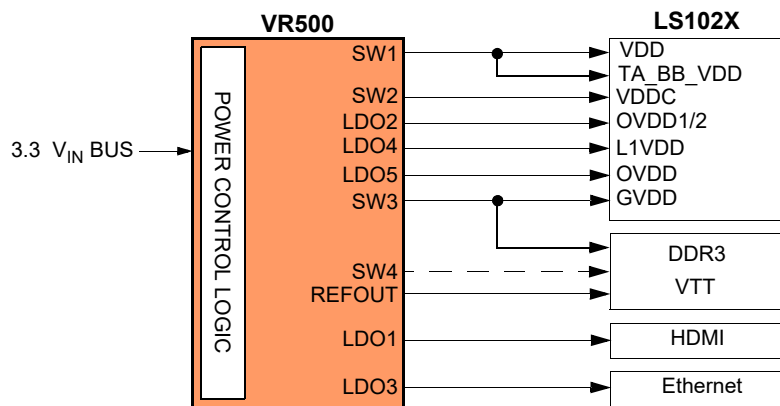 VR500
LS102X
POWER CONTROL LOGIC
3.3 VIN BUS
SW1
VDD
TA_BB_VDD
SW2
VDDC
LDO2
OVDD1/2
LDO4
L1VDD
LDO5
OVDD
SW3
GVDD
DDR3
SW4
VTT
REFOUT
LDO1
HDMI
LDO3
Ethernet